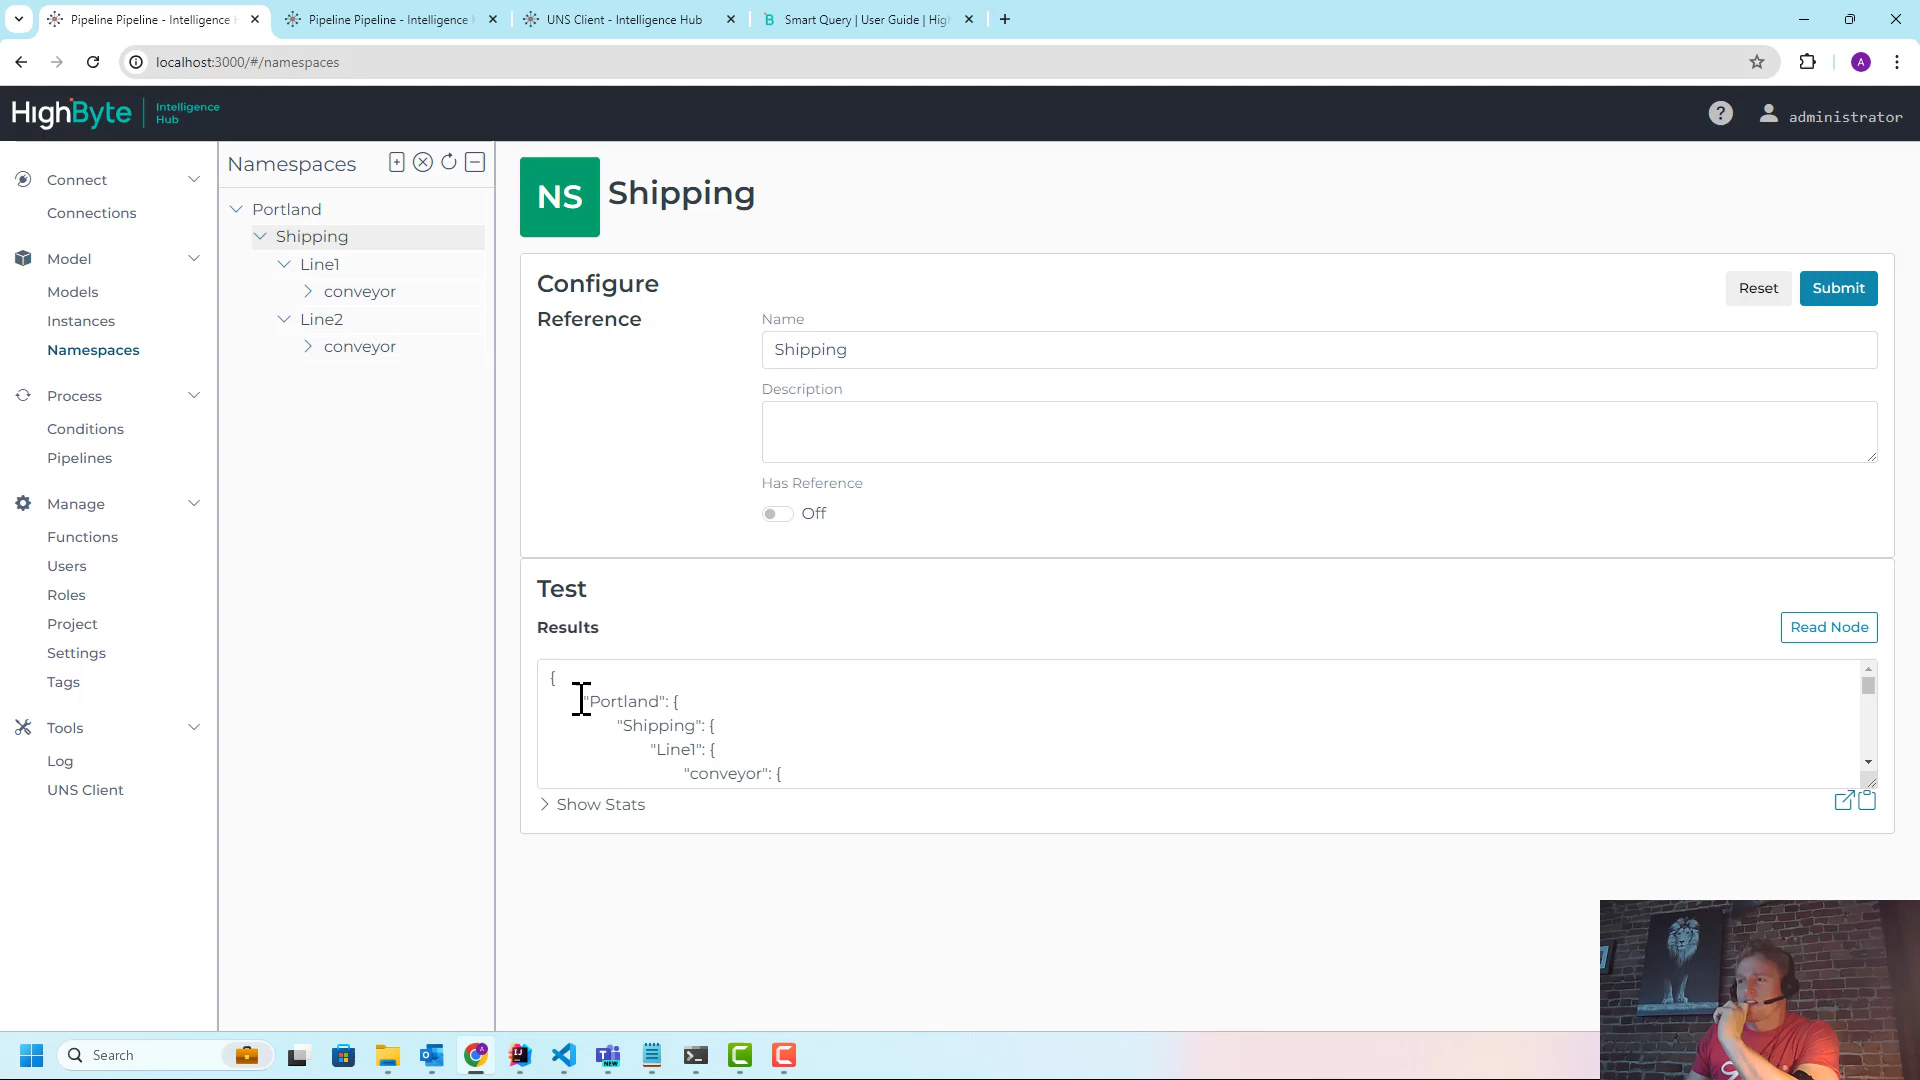 Pipeline Pipeline - Intelligence
Pipeline Pipeline - Intelligence
UNS Client - Intelligence Hub
Smart Query | User Guide | Hig
localhost:3000/#/namespaces
A
HighByte
Intelligence
Hub
?
administrator
Connect
Connections
Model
Models
Instances
Namespaces
Process
Conditions
Pipelines
Manage
Functions
Users
Roles
Project
Settings
Tags
Tools
Log
UNS Client
Namespaces
Portland
Shipping
Line1
conveyor
Line2
conveyor
NS
Shipping
Configure
Reset
Submit
Reference
Name
Shipping
Description
Has Reference
Off
Test
Results
Read Node
{
"Portland": {
"Shipping": {
"Line1": {
"conveyor": {
Show Stats
Search